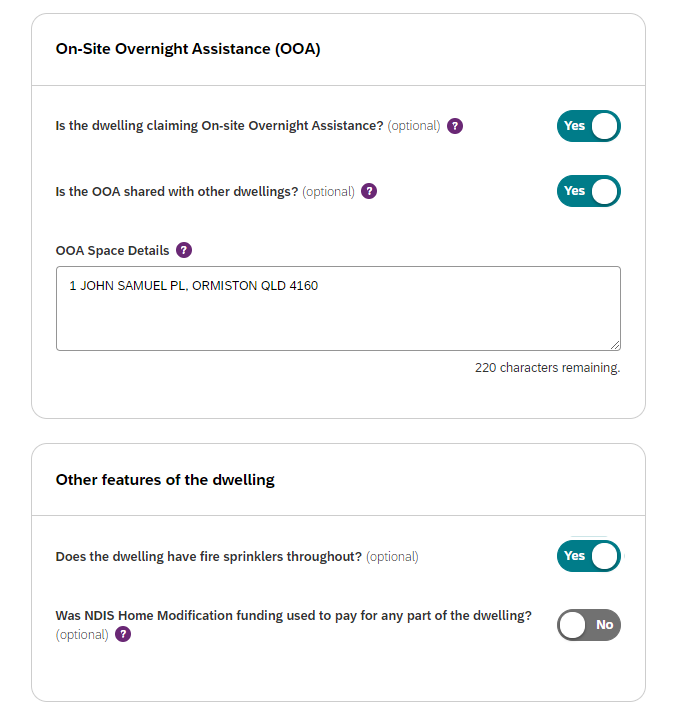 On-Site Overnight Assistance (OOA)
Is the dwelling claiming On-site Overnight Assistance? (optional) ?
Yes
Is the OOA shared with other dwellings? (optional) ?
Yes
OOA Space Details ?
1 JOHN SAMUEL PL, ORMISTON QLD 4160
220 characters remaining.
Other features of the dwelling
Does the dwelling have fire sprinklers throughout? (optional)
Yes
Was NDIS Home Modification funding used to pay for any part of the dwelling?
(optional) ?
No